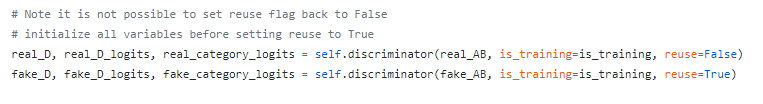 # Note it is not possible to set reuse flag back to False
# initialize all variables before setting reuse to True
real_D, real_D_logits, real_category_logits = self.discriminator(real_AB, is_training=is_training, reuse=False)
fake_D, fake_D_logits, fake_category_logits = self.discriminator(fake_AB, is_training=is_training, reuse=True)